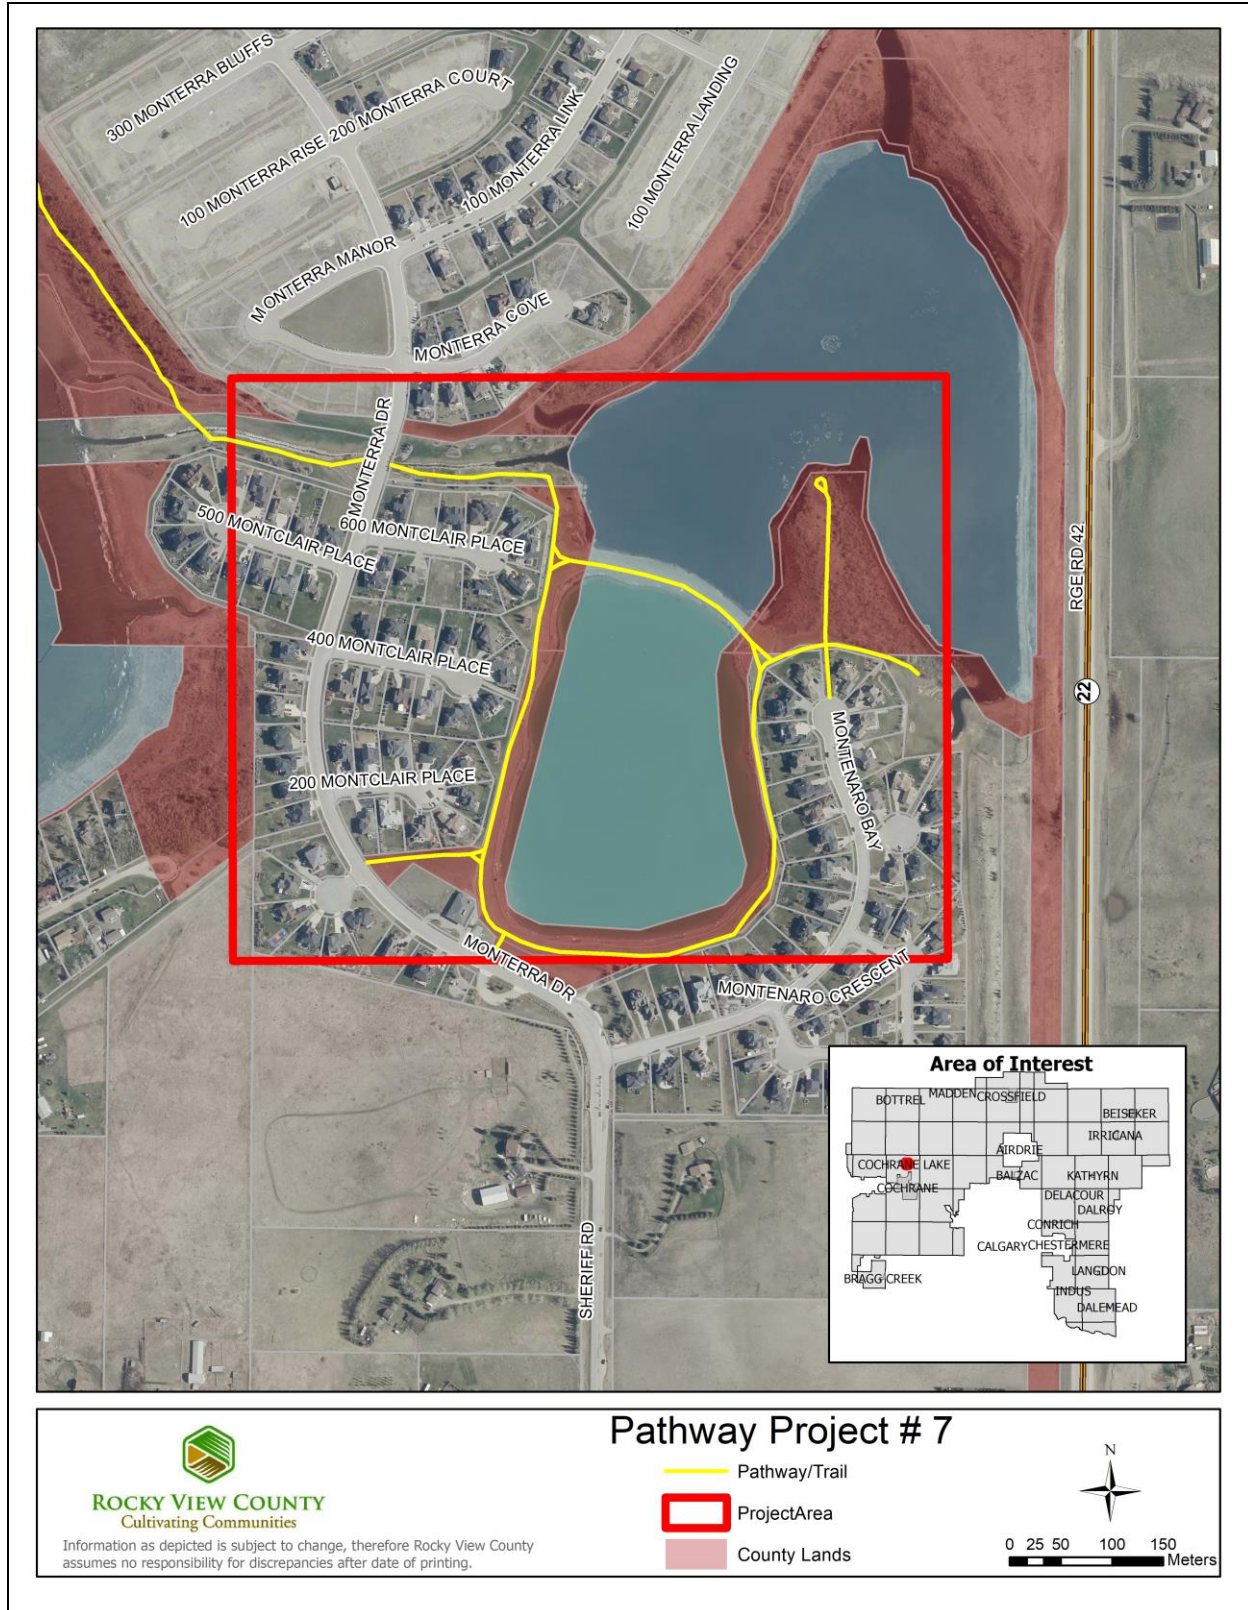 300 MONTERRA BLUFFS
200 MONTERRA COURT
100 MONTERRA RISE
100 MONTERRA LINK
100 MONTERRA LANDING
MONTERRA MANOR
MONTERRA COVE
MONTERRA DR
500 MONTCLAIR PLACE
600 MONTCLAIR PLACE
400 MONTCLAIR PLACE
200 MONTCLAIR PLACE
RGE RD 42
22
MONTENARO BAY
MONTERRA DR
MONTENARO CRESCENT
SHERIFF RD
Area of Interest
BOTTREL
MADDEN
CROSSFIELD
BEISEKER
IRRICANA
AIRDRIE
COCHRANE LAKE
BALZAC
KATHYRN
COCHRANE
DELACOUR
DALROY
CONRICH
CALGARY
CHESTERMERE
LANGDON
BRAGG CREEK
INDUS
DALEMEAD
Pathway Project # 7
Pathway/Trail
ProjectArea
County Lands
ROCKY VIEW COUNTY
Cultivating Communities
Information as depicted is subject to change, therefore Rocky View County
assumes no responsibility for discrepancies after date of printing.
N
0 25 50 100 150
Meters